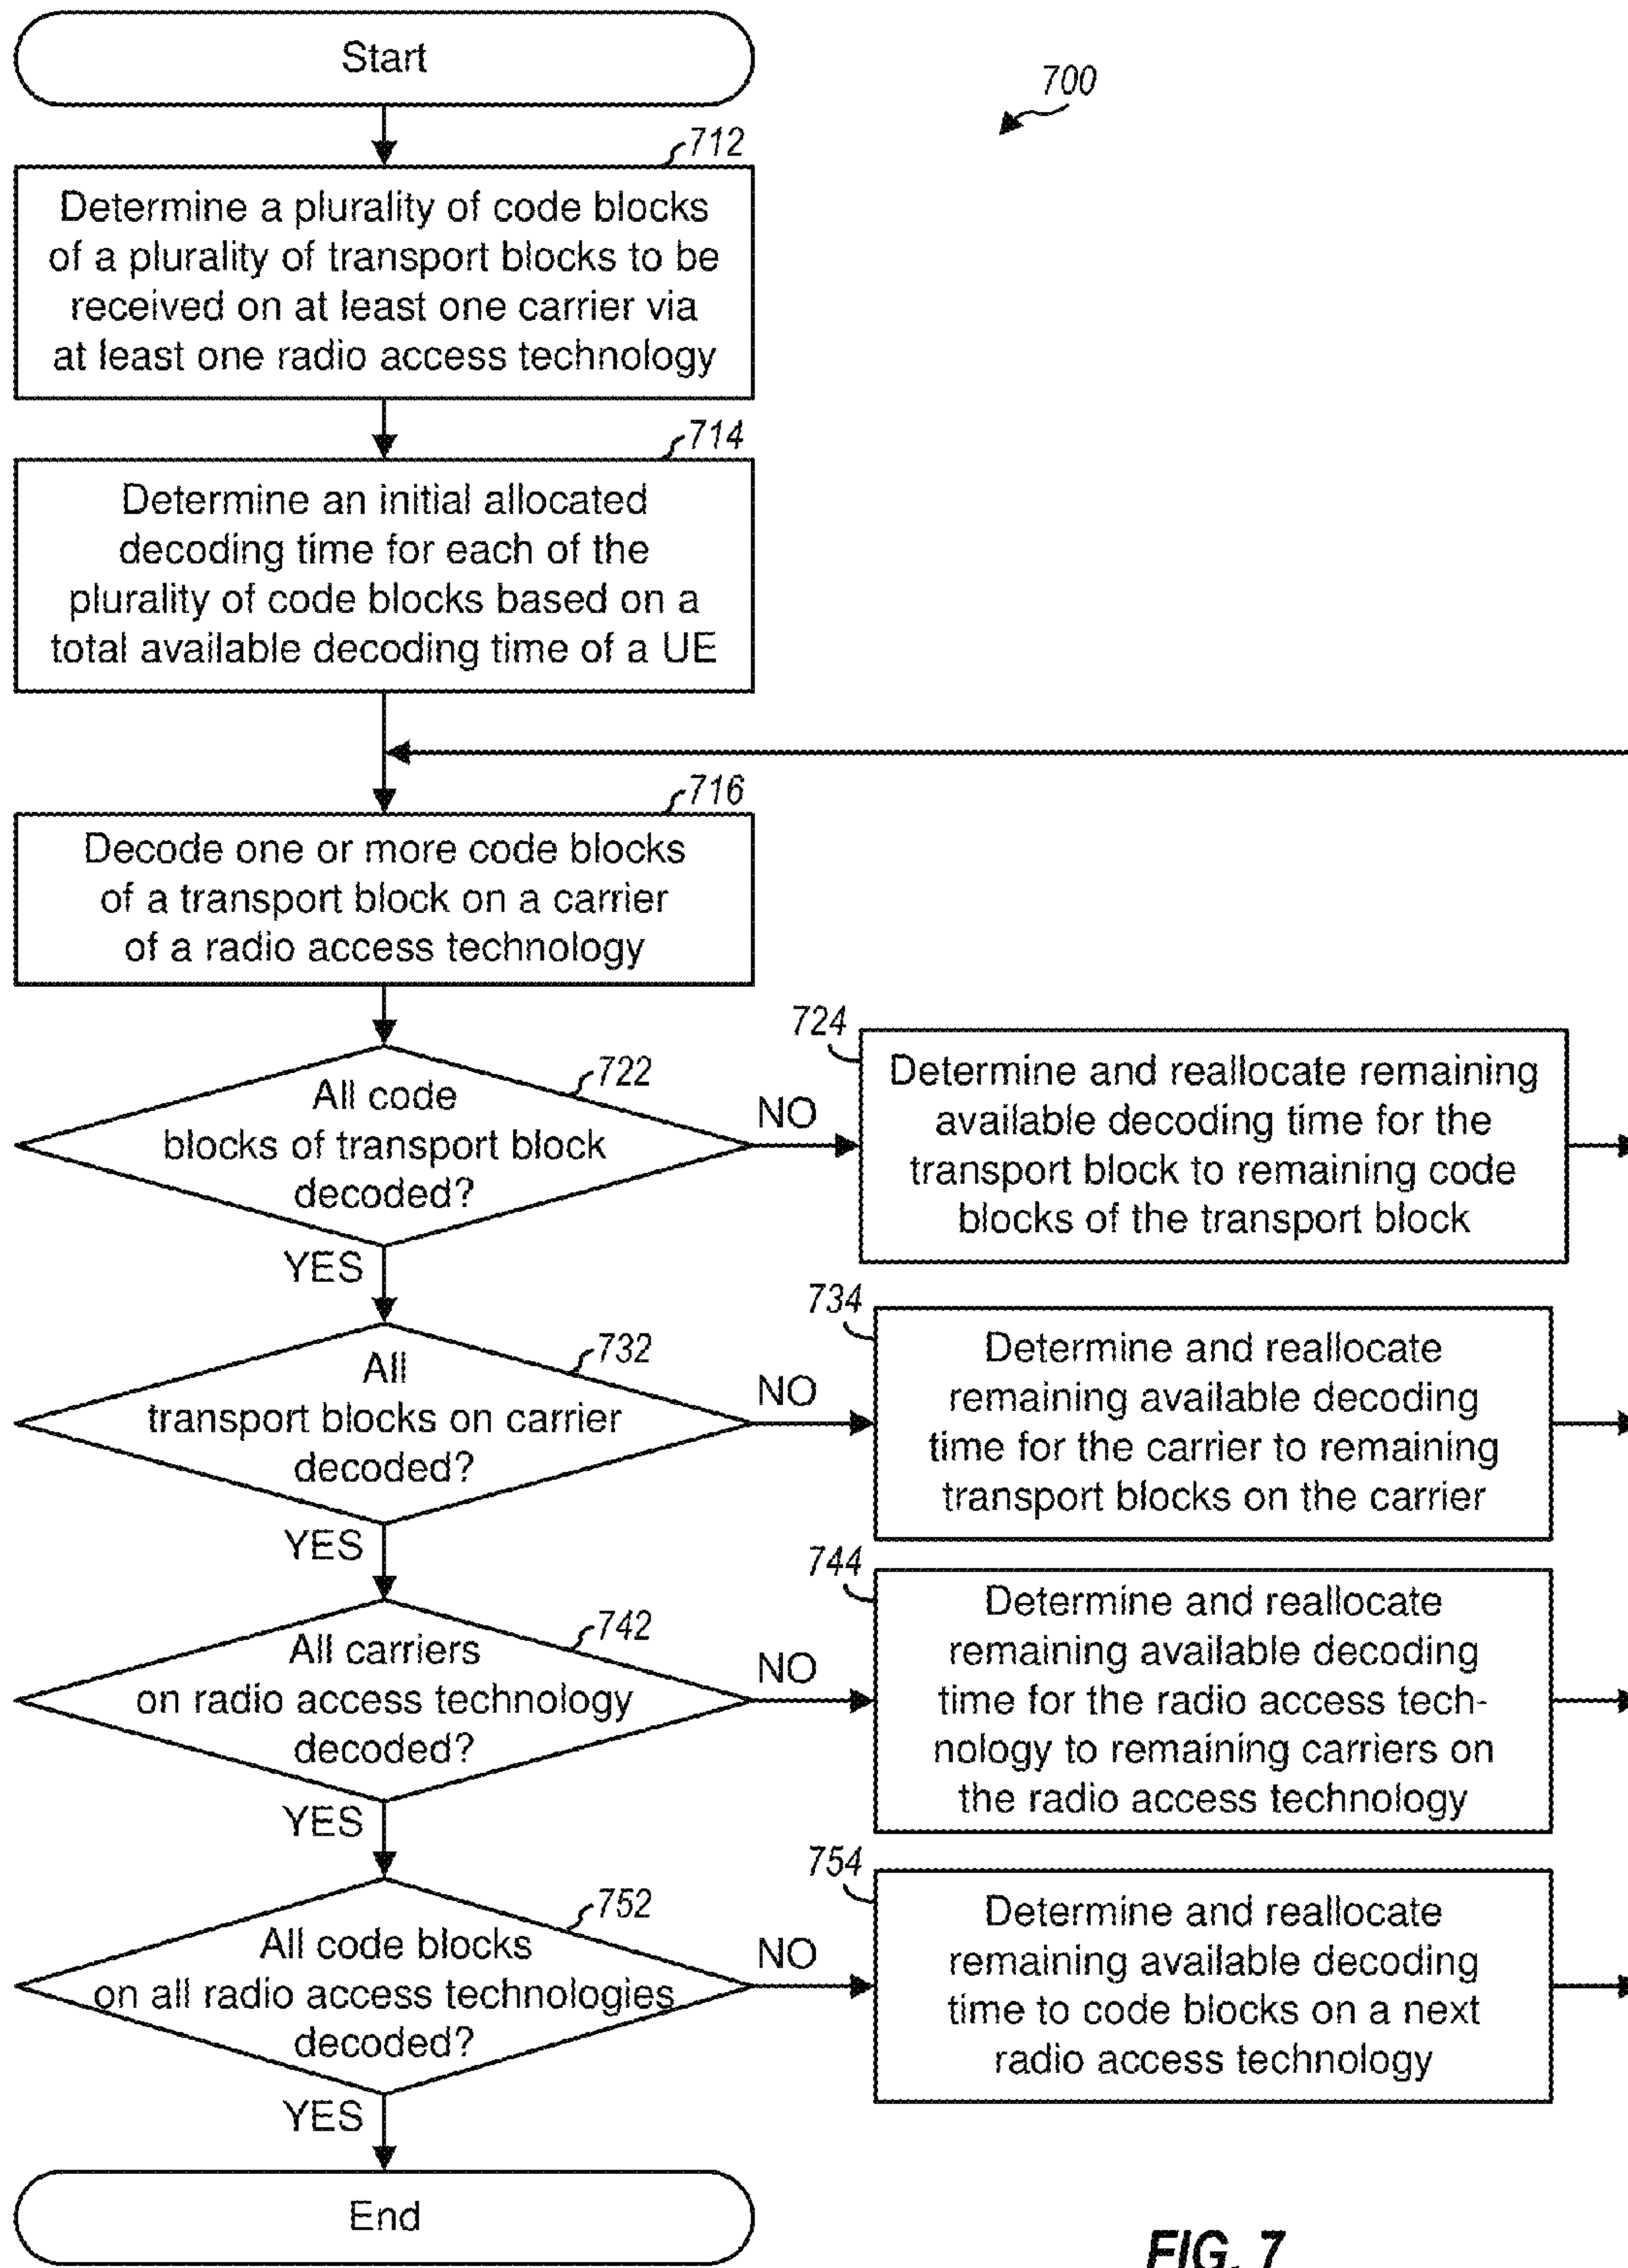 Start
700
712
Determine a plurality of code blocks
of a plurality of transport blocks to be
received on at least one carrier via
at least one radio access technology
714
Determine an initial allocated
decoding time for each of the
plurality of code blocks based on a
total available decoding time of a UE
716
Decode one or more code blocks
of a transport block on a carrier
of a radio access technology
722
All code
blocks of transport block
decoded?
NO
YES
724
Determine and reallocate remaining
available decoding time for the
transport block to remaining code
blocks of the transport block
732
All
transport blocks on carrier
decoded?
NO
YES
734
Determine and reallocate
remaining available decoding
time for the carrier to remaining
transport blocks on the carrier
742
All carriers
on radio access technology
decoded?
NO
YES
744
Determine and reallocate
remaining available decoding
time for the radio access tech-
nology to remaining carriers on
the radio access technology
752
All code blocks
on all radio access technologies
decoded?
NO
YES
754
Determine and reallocate
remaining available decoding
time to code blocks on a next
radio access technology
End
FIG. 7